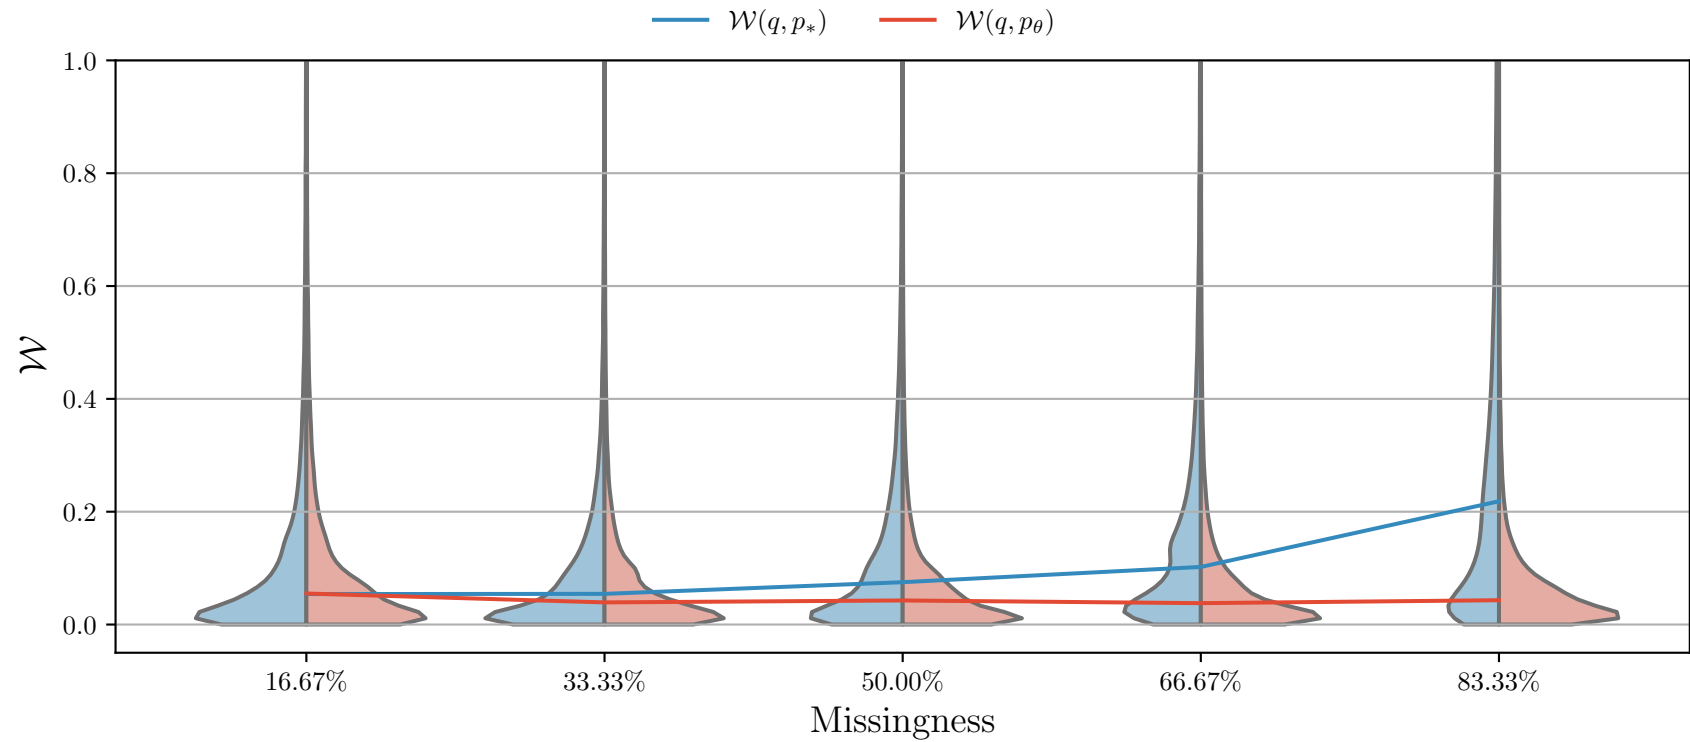 𝒲(q, p∗) 𝒲(q, pθ)
1.0
0.8
0.6
0.4
0.2
0.0
𝒲
16.67% 33.33% 50.00% 66.67% 83.33%
Missingness